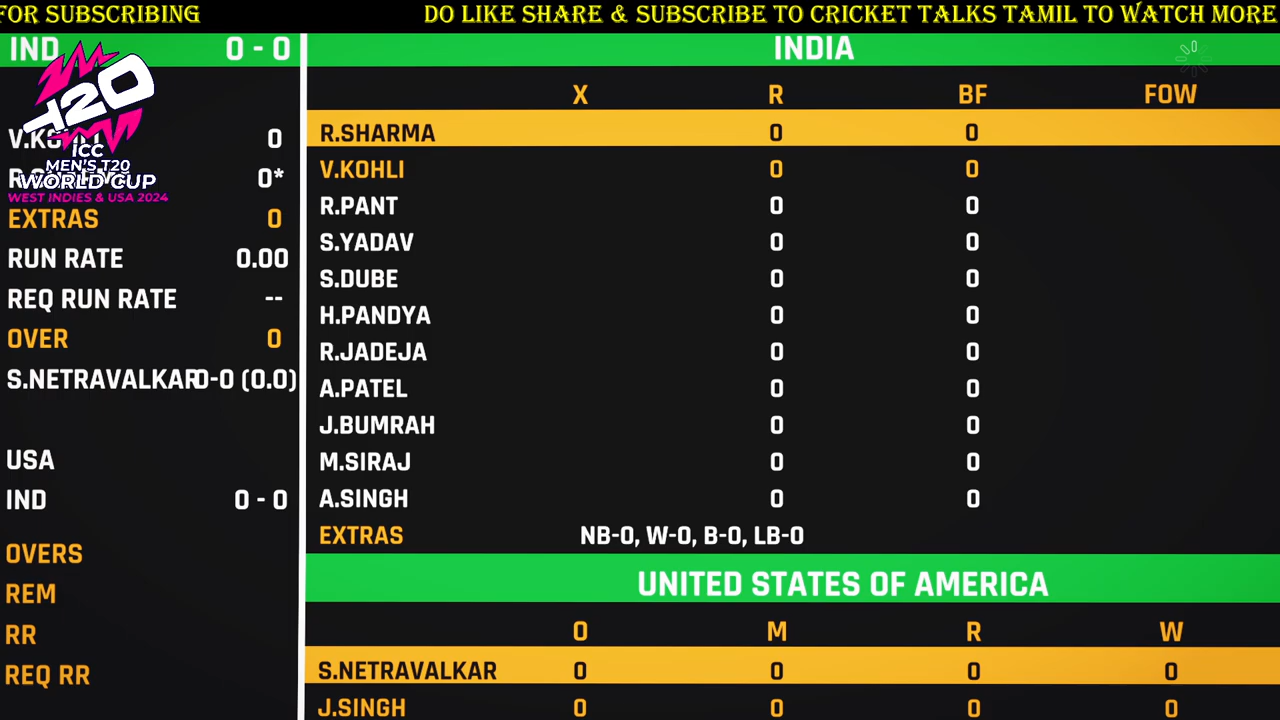 FOR SUBSCRIBING DO LIKE SHARE & SUBSCRIBE TO CRICKET TALKS TAMIL TO WATCH MORE
IND 0 - 0
T20
V.KOHLI 0
ICC
MEN'S T20
WORLD CUP
WEST INDIES & USA 2024
0*
EXTRAS 0
RUN RATE 0.00
REQ RUN RATE --
OVER 0
S.NETRAVALKAR 0-0 (0.0)
USA
IND 0 - 0
OVERS
REM
RR
REQ RR
INDIA
X R BF FOW
R.SHARMA 0 0
V.KOHLI 0 0
R.PANT 0 0
S.YADAV 0 0
S.DUBE 0 0
H.PANDYA 0 0
R.JADEJA 0 0
A.PATEL 0 0
J.BUMRAH 0 0
M.SIRAJ 0 0
A.SINGH 0 0
EXTRAS NB-0, W-0, B-0, LB-0
UNITED STATES OF AMERICA
O M R W
S.NETRAVALKAR 0 0 0 0
J.SINGH 0 0 0 0